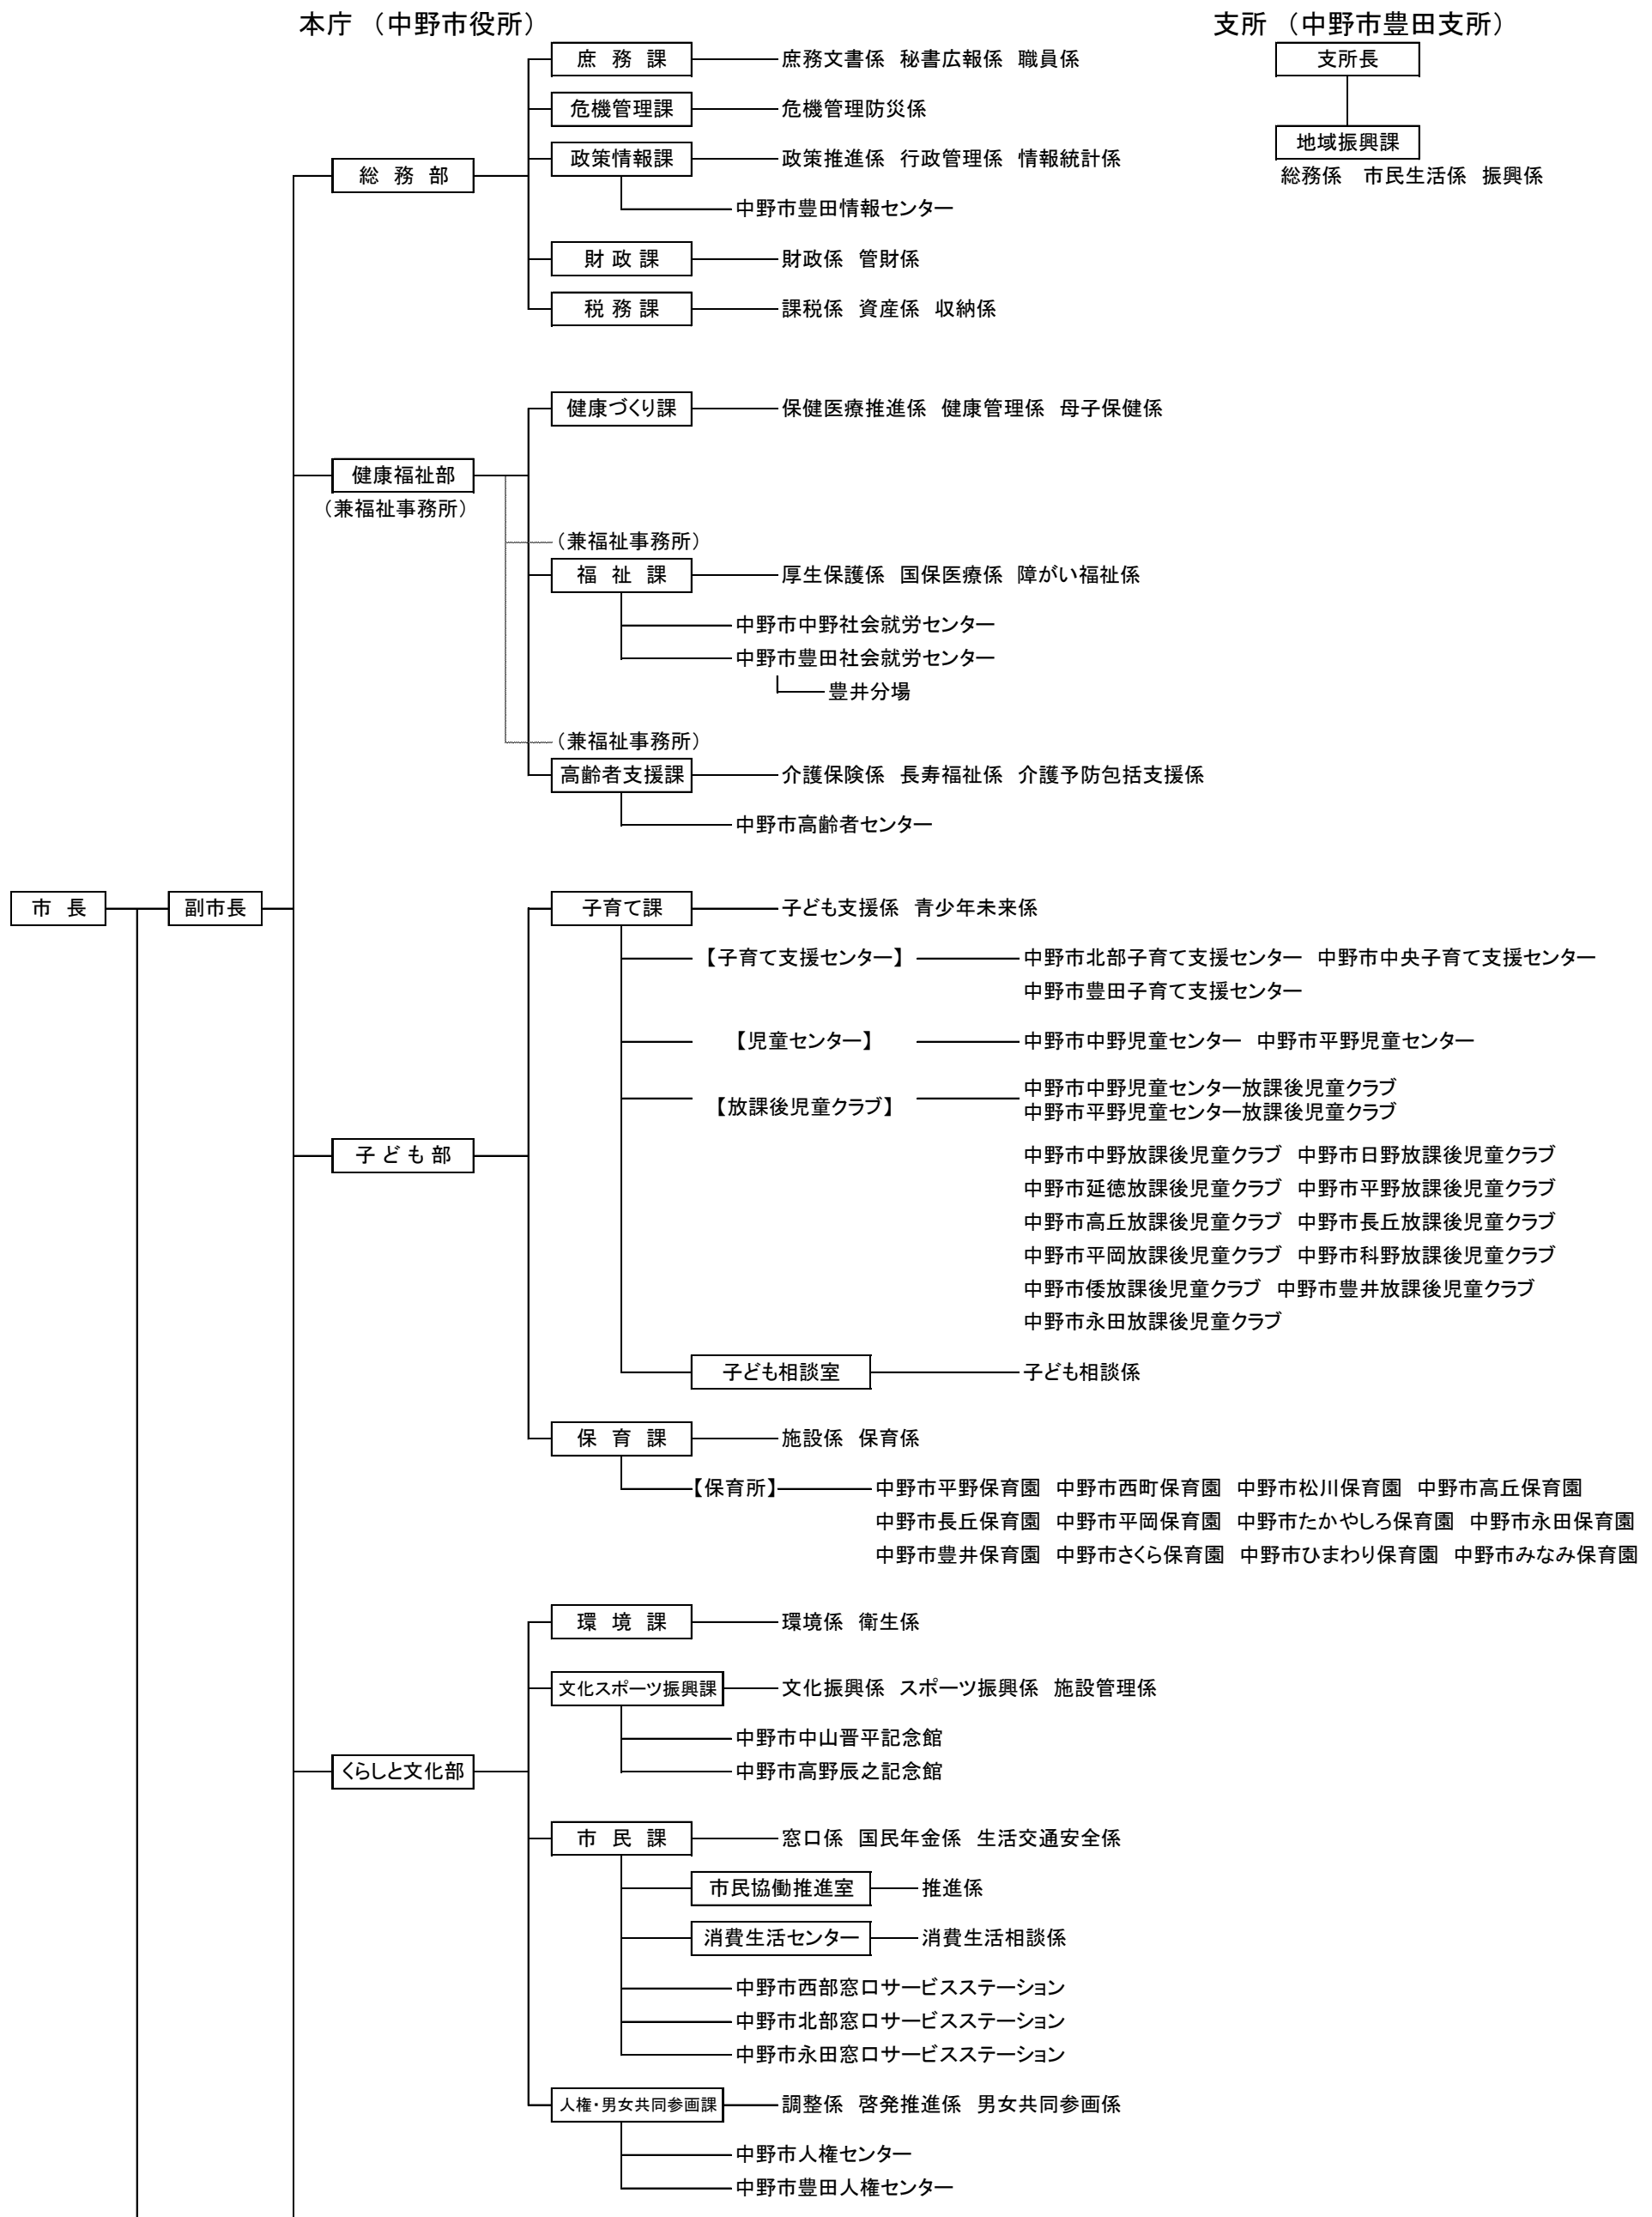 本庁（中野市役所） 支所（中野市豊田支所）
庶務課 庶務文書係 秘書広報係 職員係 支所長
危機管理課 危機管理防災係
政策情報課 政策推進係 行政管理係 情報統計係 地域振興課
総務部 総務係 市民生活係 振興係
中野市豊田情報センター
財政課 財政係 管財係
税務課 課税係 資産係 収納係
健康づくり課 保健医療推進係 健康管理係 母子保健係
健康福祉部
（兼福祉事務所）
（兼福祉事務所）
福祉課 厚生保護係 国保医療係 障がい福祉係
中野市中野社会就労センター
中野市豊田社会就労センター
豊井分場
（兼福祉事務所）
高齢者支援課 介護保険係 長寿福祉係 介護予防包括支援係
中野市高齢者センター
市長 副市長 子育て課 子ども支援係 青少年未来係
【子育て支援センター】 中野市北部子育て支援センター 中野市中央子育て支援センター
中野市豊田子育て支援センター
【児童センター】 中野市中野児童センター 中野市平野児童センター
中野市中野児童センター放課後児童クラブ
【放課後児童クラブ】 中野市平野児童センター放課後児童クラブ
子ども部 中野市中野放課後児童クラブ 中野市日野放課後児童クラブ
中野市延徳放課後児童クラブ 中野市平野放課後児童クラブ
中野市高丘放課後児童クラブ 中野市長丘放課後児童クラブ
中野市平岡放課後児童クラブ 中野市科野放課後児童クラブ
中野市倭放課後児童クラブ 中野市豊井放課後児童クラブ
中野市永田放課後児童クラブ
子ども相談室 子ども相談係
保育課 施設係 保育係
【保育所】 中野市平野保育園 中野市西町保育園 中野市松川保育園 中野市高丘保育園
中野市長丘保育園 中野市平岡保育園 中野市たかやしろ保育園 中野市永田保育園
中野市豊井保育園 中野市さくら保育園 中野市ひまわり保育園 中野市みなみ保育園
環境課 環境係 衛生係
文化スポーツ振興課 文化振興係 スポーツ振興係 施設管理係
中野市中山晋平記念館
くらしと文化部 中野市高野辰之記念館
市民課 窓口係 国民年金係 生活交通安全係
市民協働推進室 推進係
消費生活センター 消費生活相談係
中野市西部窓口サービスステーション
中野市北部窓口サービスステーション
中野市永田窓口サービスステーション
人権・男女共同参画課 調整係 啓発推進係 男女共同参画係
中野市人権センター
中野市豊田人権センター